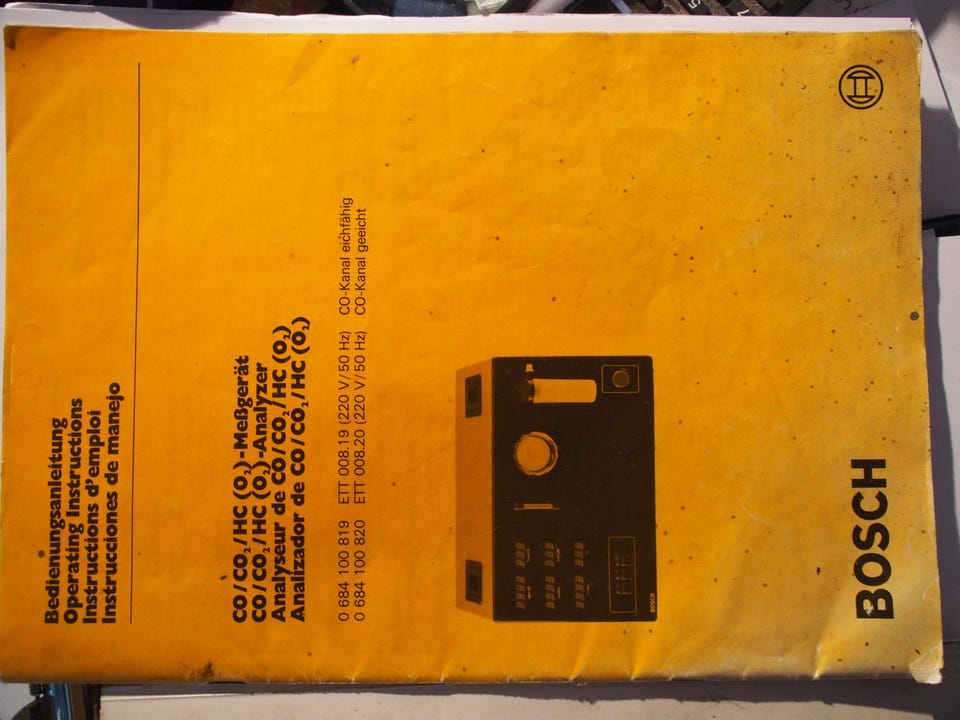 Bedienungsanleitung
Operating Instructions
Instructions d'emploi
Instrucciones de manejo
CO/CO₂/HC (O₂)-Meßgerät
CO/CO₂/HC (O₂)-Analyzer
Analyseur de CO/CO₂/HC (O₂)
Analizador de CO/CO₂/HC (O₂)
0 684 100 819 ETT 008.19 (220 V/50 Hz) CO-Kanal eichfähig
0 684 100 820 ETT 008.20 (220 V/50 Hz) CO-Kanal geeicht
BOSCH
BOSCH